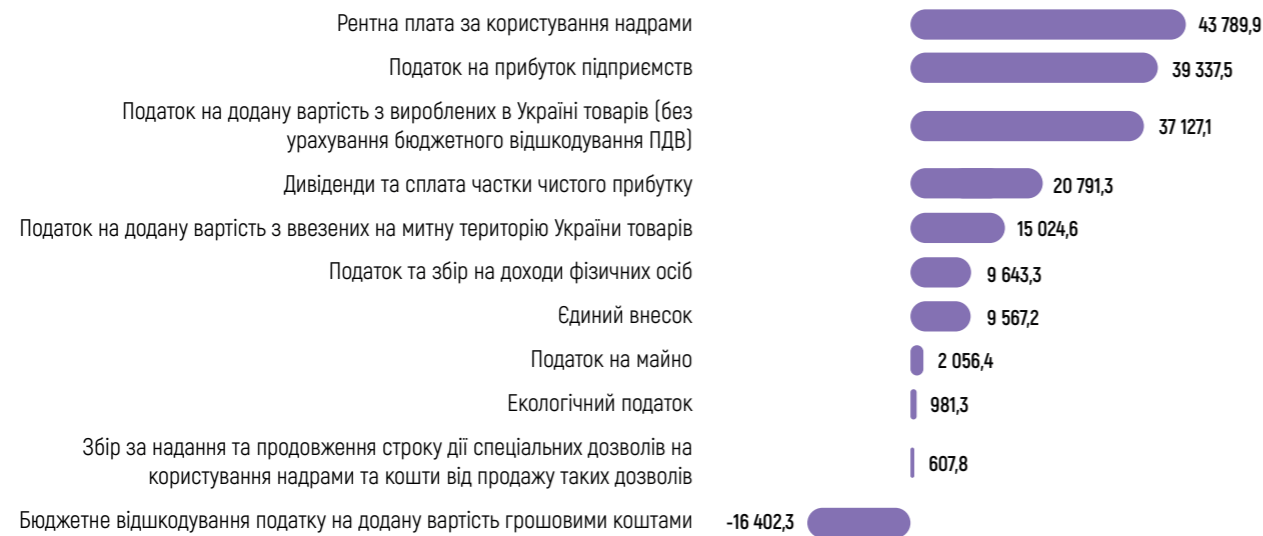 Рентна плата за користування надрами 43 789,9
Податок на прибуток підприємств 39 337,5
Податок на додану вартість з вироблених в Україні товарів (без
урахування бюджетного відшкодування ПДВ) 37 127,1
Дивіденди та сплата частки чистого прибутку 20 791,3
Податок на додану вартість з ввезених на митну територію України товарів 15 024,6
Податок та збір на доходи фізичних осіб 9 643,3
Єдиний внесок 9 567,2
Податок на майно 2 056,4
Екологічний податок 981,3
Збір за надання та продовження строку дії спеціальних дозволів на
користування надрами та кошти від продажу таких дозволів 607,8
Бюджетне відшкодування податку на додану вартість грошовими коштами -16 402,3